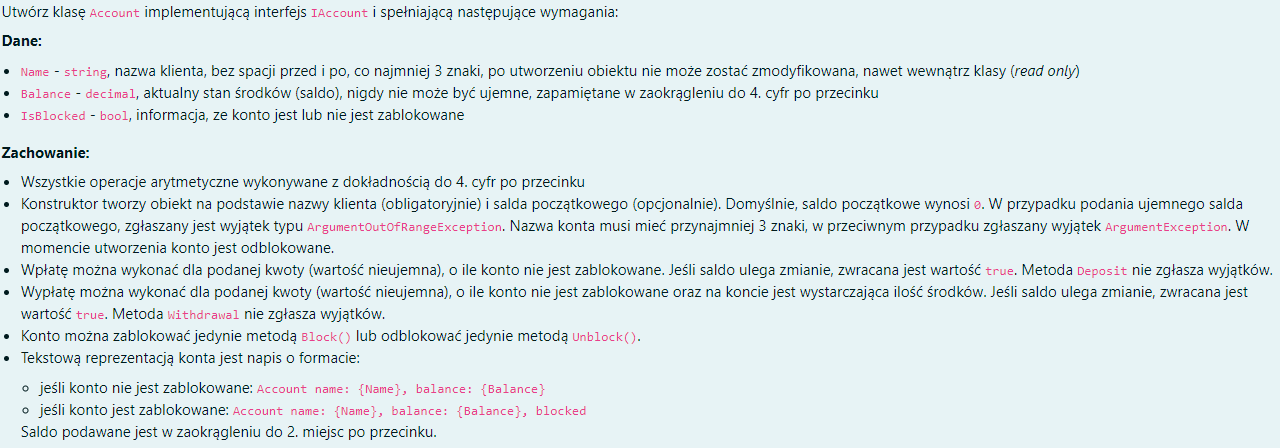 Utwórz klasę Account implementującą interfejs IAccount i spełniającą następujące wymagania:
Dane:
• Name - string, nazwa klienta, bez spacji przed i po, co najmniej 3 znaki, po utworzeniu obiektu nie może zostać zmodyfikowana, nawet wewnątrz klasy (read only)
• Balance - decimal, aktualny stan środków (saldo), nigdy nie może być ujemne, zapamiętane w zaokrągleniu do 4. cyfr po przecinku
• IsBlocked - bool, informacja, ze konto jest lub nie jest zablokowane
Zachowanie:
• Wszystkie operacje arytmetyczne wykonywane z dokładnością do 4. cyfr po przecinku
• Konstruktor tworzy obiekt na podstawie nazwy klienta (obligatoryjnie) i salda początkowego (opcjonalnie). Domyślnie, saldo początkowe wynosi 0. W przypadku podania ujemnego salda
początkowego, zgłaszany jest wyjątek typu ArgumentOutOfRangeException. Nazwa konta musi mieć przynajmniej 3 znaki, w przeciwnym przypadku zgłaszany wyjątek ArgumentException. W
momencie utworzenia konto jest odblokowane.
• Wpłatę można wykonać dla podanej kwoty (wartość nieujemna), o ile konto nie jest zablokowane. Jeśli saldo ulega zmianie, zwracana jest wartość true. Metoda Deposit nie zgłasza wyjątków.
• Wypłatę można wykonać dla podanej kwoty (wartość nieujemna), o ile konto nie jest zablokowane oraz na koncie jest wystarczająca ilość środków. Jeśli saldo ulega zmianie, zwracana jest
wartość true. Metoda Withdrawal nie zgłasza wyjątków.
• Konto można zablokować jedynie metodą Block() lub odblokować jedynie metodą Unblock().
• Tekstową reprezentacją konta jest napis o formacie:
○ jeśli konto nie jest zablokowane: Account name: {Name}, balance: {Balance}
○ jeśli konto jest zablokowane: Account name: {Name}, balance: {Balance}, blocked
Saldo podawane jest w zaokrągleniu do 2. miejsc po przecinku.